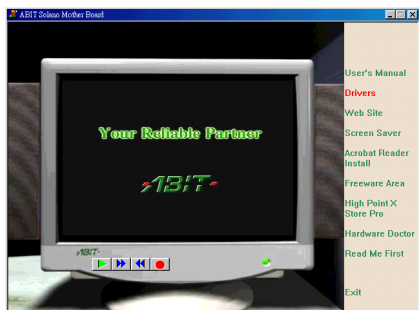 ABIT Solano Mother Board
Your Reliable Partner
ABIT
ABIT
User's Manual
Drivers
Web Site
Screen Saver
Acrobat Reader
Install
Freeware Area
High Point X
Store Pro
Hardware Doctor
Read Me First
Exit